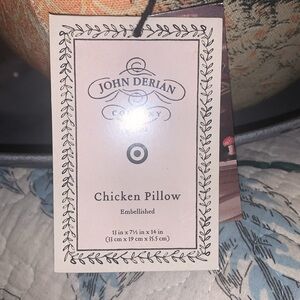 JOHN DERIAN
Chicken Pillow
Embellished
11 in x 7½ in x 14 in